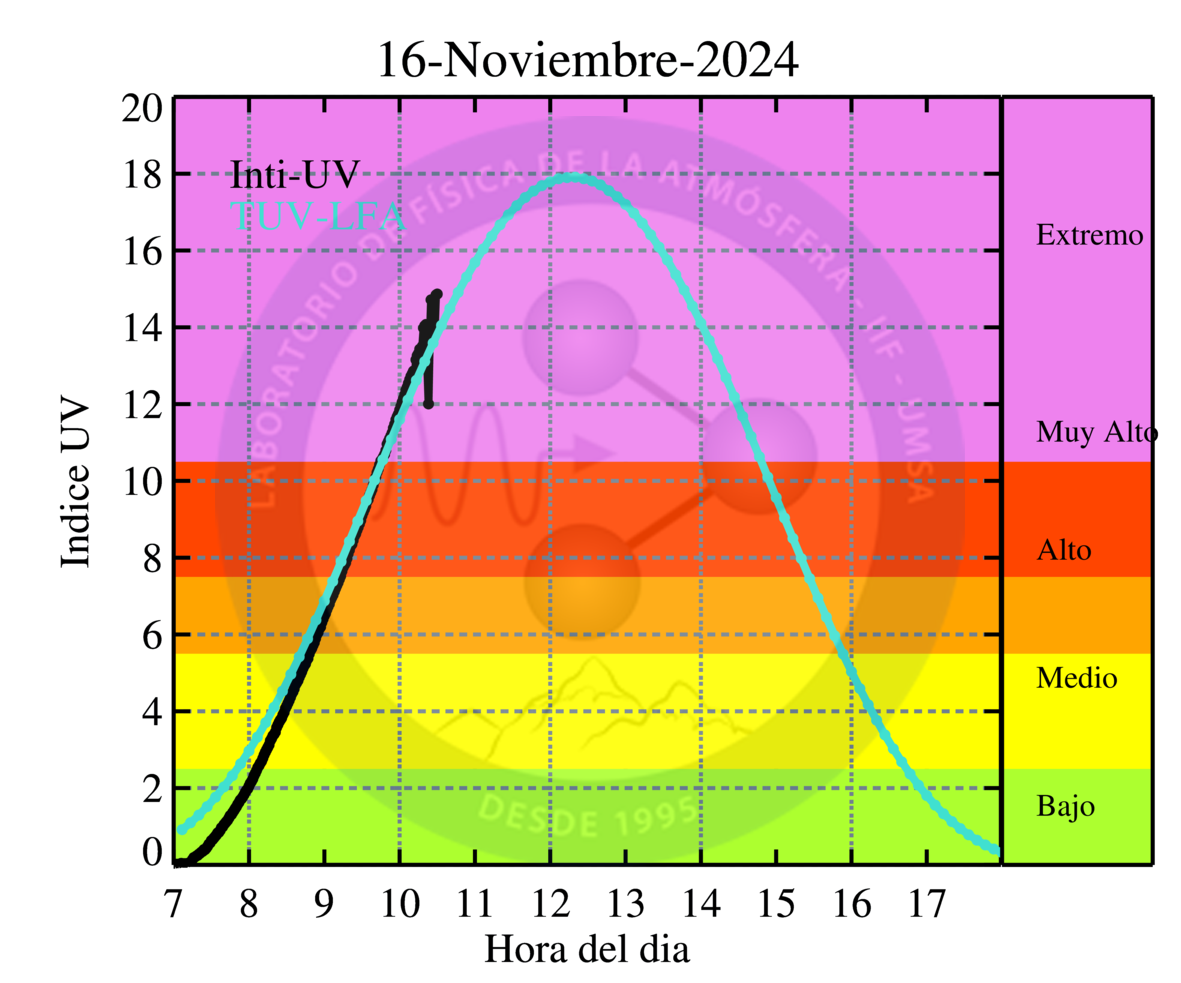 16-Noviembre-2024
20
18
16
14
12
10
8
6
4
2
0
Indice UV
Inti-UV
TUV-LFA
LABORATORIO DE FÍSICA DE LA ATMÓSFERA - IIF - UMSA
DESDE 1995
Extremo
Muy Alto
Alto
Medio
Bajo
7 8 9 10 11 12 13 14 15 16 17
Hora del dia